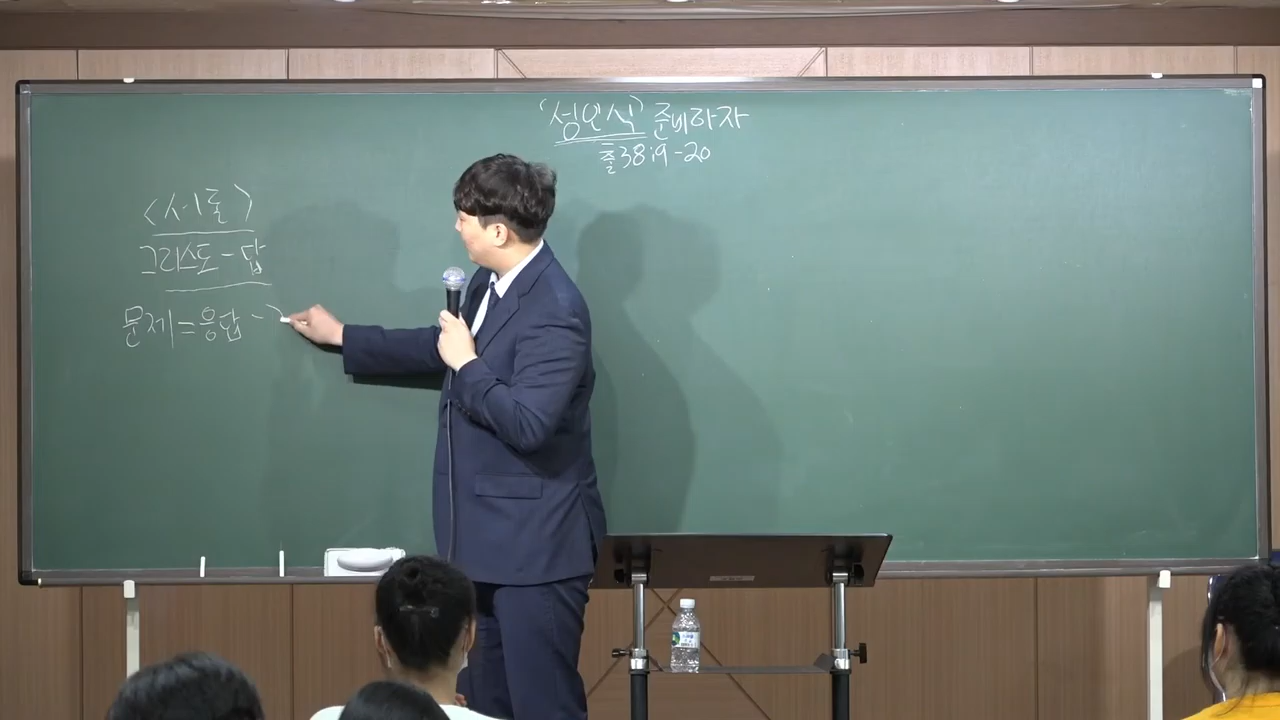 (성인식) 준비하자
출38:9-20
<서론>
그리스도-답
문제=응답 -